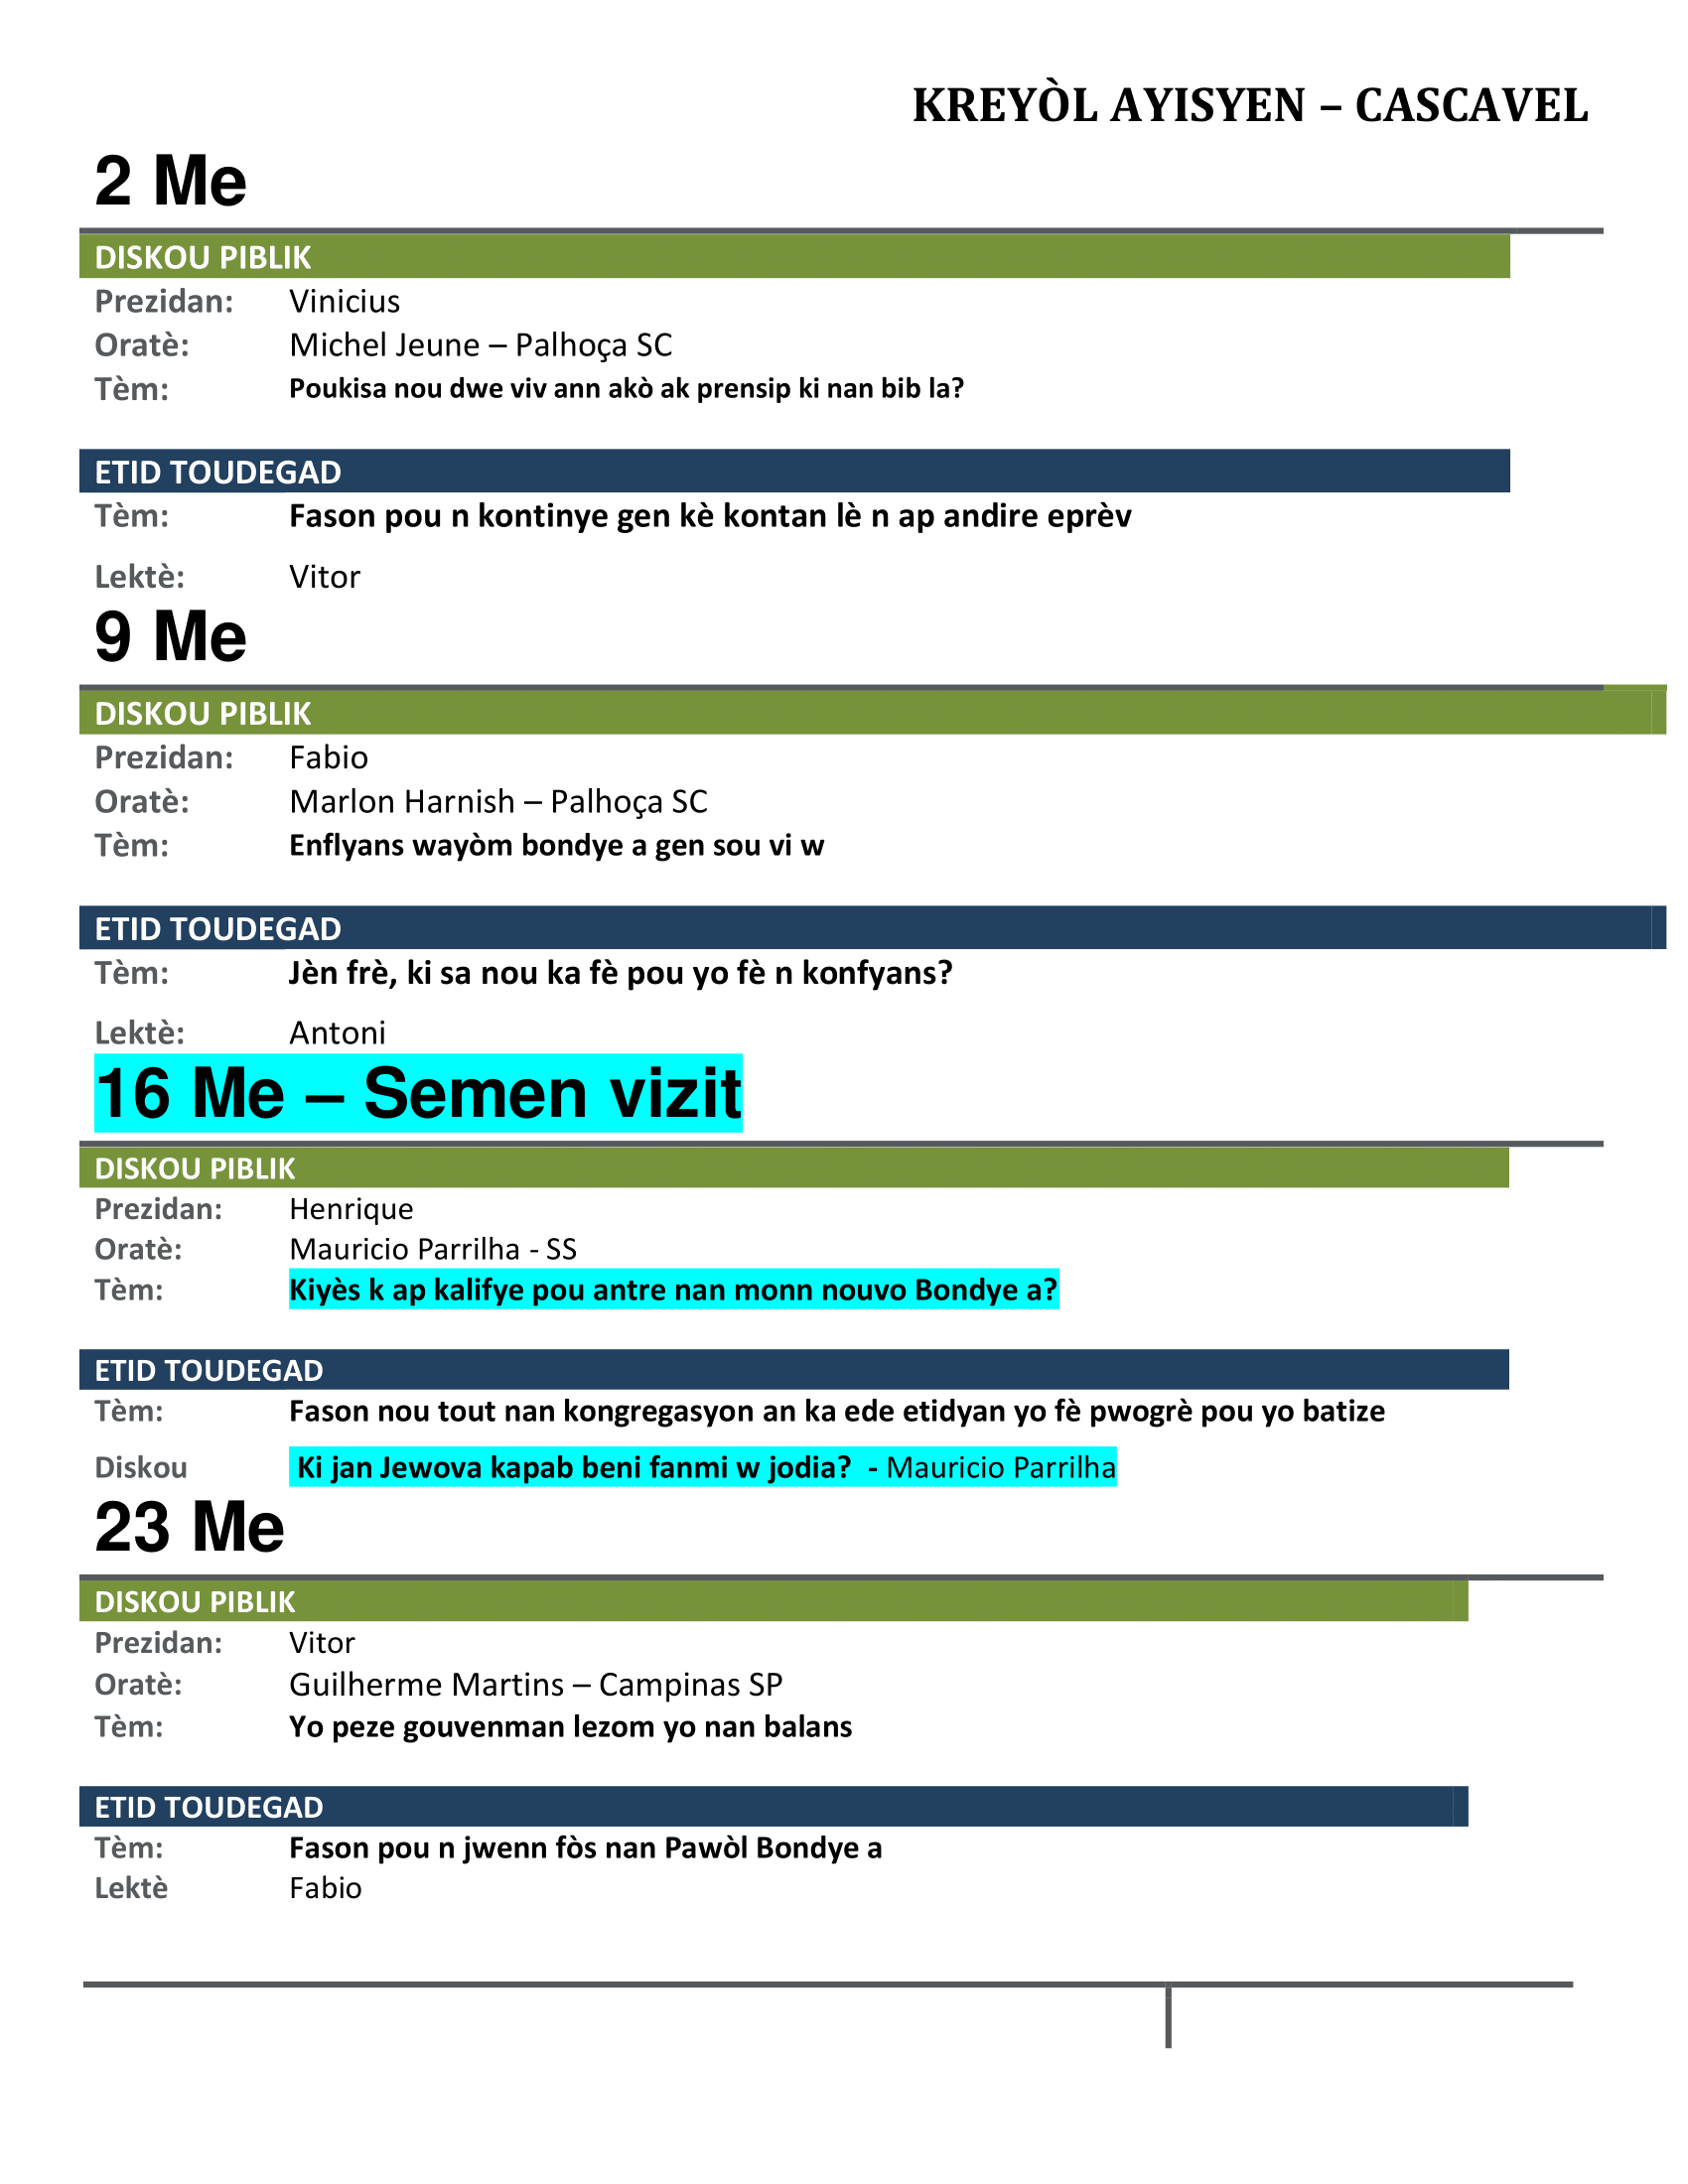 KREYÒL AYISYEN – CASCAVEL
2 Me
DISKOU PIBLIK
Prezidan: Vinicius
Oratè: Michel Jeune – Palhoça SC
Tèm: Poukisa nou dwe viv ann akò ak prensip ki nan bib la?
ETID TOUDEGAD
Tèm: Fason pou n kontinye gen kè kontan lè n ap andire eprèv
Lektè: Vitor
9 Me
DISKOU PIBLIK
Prezidan: Fabio
Oratè: Marlon Harnish – Palhoça SC
Tèm: Enflyans wayòm bondye a gen sou vi w
ETID TOUDEGAD
Tèm: Jèn frè, ki sa nou ka fè pou yo fè n konfyans?
Lektè: Antoni
16 Me – Semen vizit
DISKOU PIBLIK
Prezidan: Henrique
Oratè: Mauricio Parrilha - SS
Tèm: Kiyès k ap kalifye pou antre nan monn nouvo Bondye a?
ETID TOUDEGAD
Tèm: Fason nou tout nan kongregasyon an ka ede etidyan yo fè pwogrè pou yo batize
Diskou Ki jan Jewova kapab beni fanmi w jodia? - Mauricio Parrilha
23 Me
DISKOU PIBLIK
Prezidan: Vitor
Oratè: Guilherme Martins – Campinas SP
Tèm: Yo peze gouvenman lezom yo nan balans
ETID TOUDEGAD
Tèm: Fason pou n jwenn fòs nan Pawòl Bondye a
Lektè Fabio